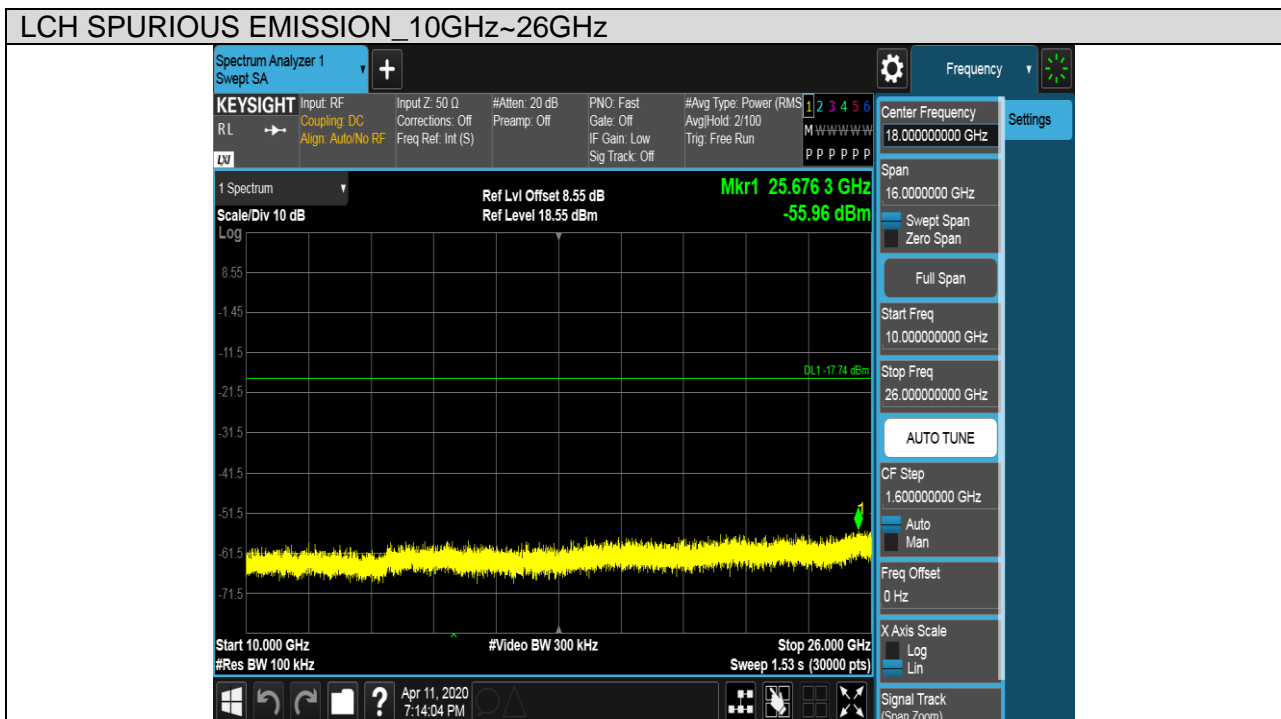 LCH SPURIOUS EMISSION_10GHz~26GHz
Spectrum Analyzer 1
Swept SA
Frequency
KEYSIGHT
RL
LXI
Input: RF
Coupling: DC
Align: Auto/No RF
Input Z: 50 Ω
Corrections: Off
Freq Ref: Int (S)
#Atten: 20 dB
Preamp: Off
PNO: Fast
Gate: Off
IF Gain: Low
Sig Track: Off
#Avg Type: Power (RMS
Avg|Hold: 2/100
Trig: Free Run
1 2 3 4 5 6
M W W W W W
P P P P P P
1 Spectrum
Scale/Div 10 dB
Ref Lvl Offset 8.55 dB
Ref Level 18.55 dBm
Mkr1 25.676 3 GHz
-55.96 dBm
Log
8.55
-1.45
-11.5
DL1 -17.74 dBm
-21.5
-31.5
-41.5
-51.5
1
-61.5
-71.5
Start 10.000 GHz
#Video BW 300 kHz
Stop 26.000 GHz
#Res BW 100 kHz
Sweep 1.53 s (30000 pts)
?
Apr 11, 2020
7:14:04 PM
Center Frequency
18.000000000 GHz
Settings
Span
16.0000000 GHz
Swept Span
Zero Span
Full Span
Start Freq
10.000000000 GHz
Stop Freq
26.000000000 GHz
AUTO TUNE
CF Step
1.600000000 GHz
Auto
Man
Freq Offset
0 Hz
X Axis Scale
Log
Lin
Signal Track
(Span Zoom)